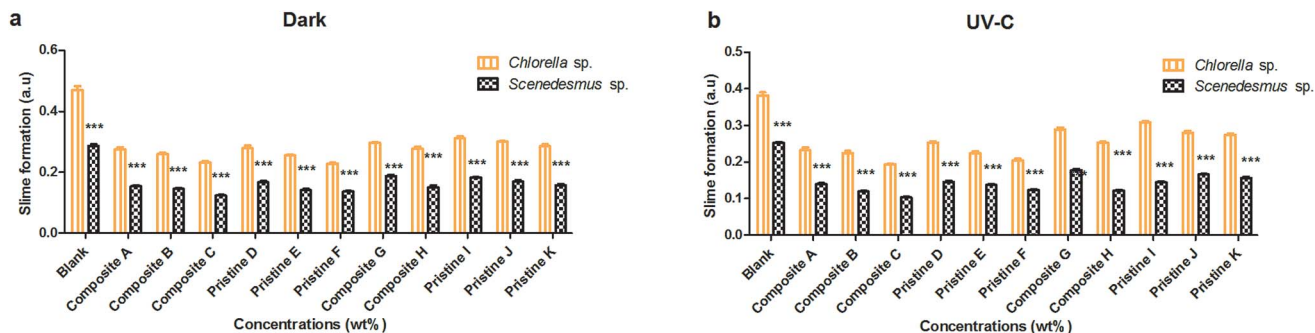 a
Dark
Slime formation (a.u)
0.6
0.4
0.2
0.0
Chlorella sp.
Scenedesmus sp.
***
***
***
***
***
***
***
***
***
***
***
***
Blank
Composite A
Composite B
Composite C
Pristine D
Pristine E
Pristine F
Composite G
Composite H
Pristine I
Pristine J
Pristine K
Concentrations (wt%)
b
UV-C
Slime formation (a.u)
0.5
0.4
0.3
0.2
0.1
0.0
Chlorella sp.
Scenedesmus sp.
***
***
***
***
***
***
***
***
***
***
***
Blank
Composite A
Composite B
Composite C
Pristine D
Pristine E
Pristine F
Composite G
Composite H
Pristine I
Pristine J
Pristine K
Concentrations (wt%)